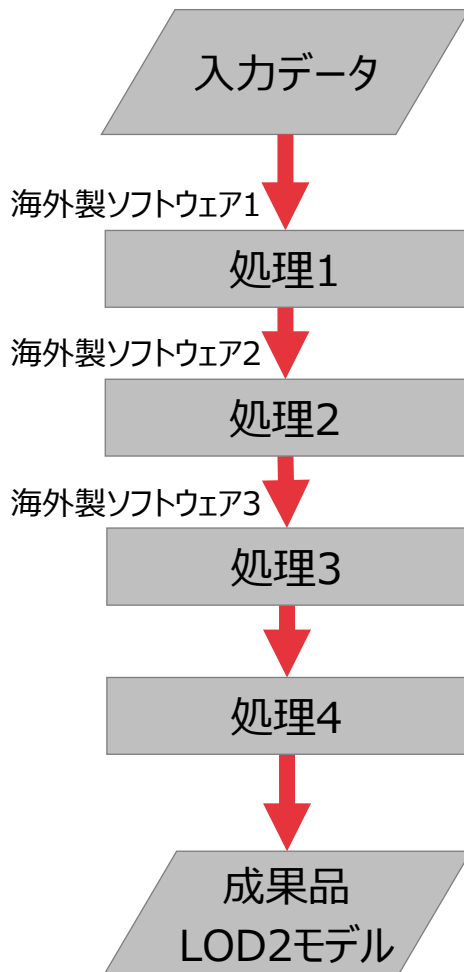 入力データ
海外製ソフトウェア1
処理1
海外製ソフトウェア2
処理2
海外製ソフトウェア3
処理3
処理4
成果品
LOD2モデル